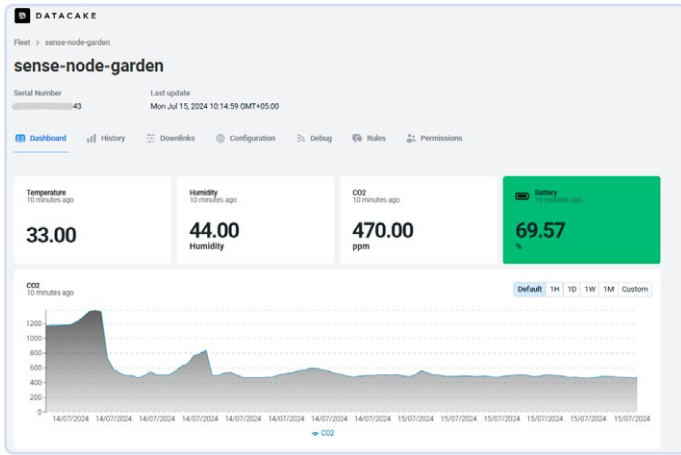 DATACAKE
Fleet > sense-node-garden
sense-node-garden
Serial Number Last update
43 Mon Jul 15, 2024 10:14:59 GMT+05:00
Dashboard History Downlinks Configuration Debug Rules Permissions
Temperature
10 minutes ago
33.00
Humidity
10 minutes ago
44.00
Humidity
CO2
10 minutes ago
470.00
ppm
Battery
10 minutes ago
69.57
%
CO2
10 minutes ago
Default 1H 1D 1W 1M Custom
1200
1000
800
600
400
200
0
14/07/2024 14/07/2024 14/07/2024 14/07/2024 14/07/2024 14/07/2024 14/07/2024 14/07/2024 15/07/2024 15/07/2024 15/07/2024 15/07/2024 15/07/2024 15/07/2024
CO2